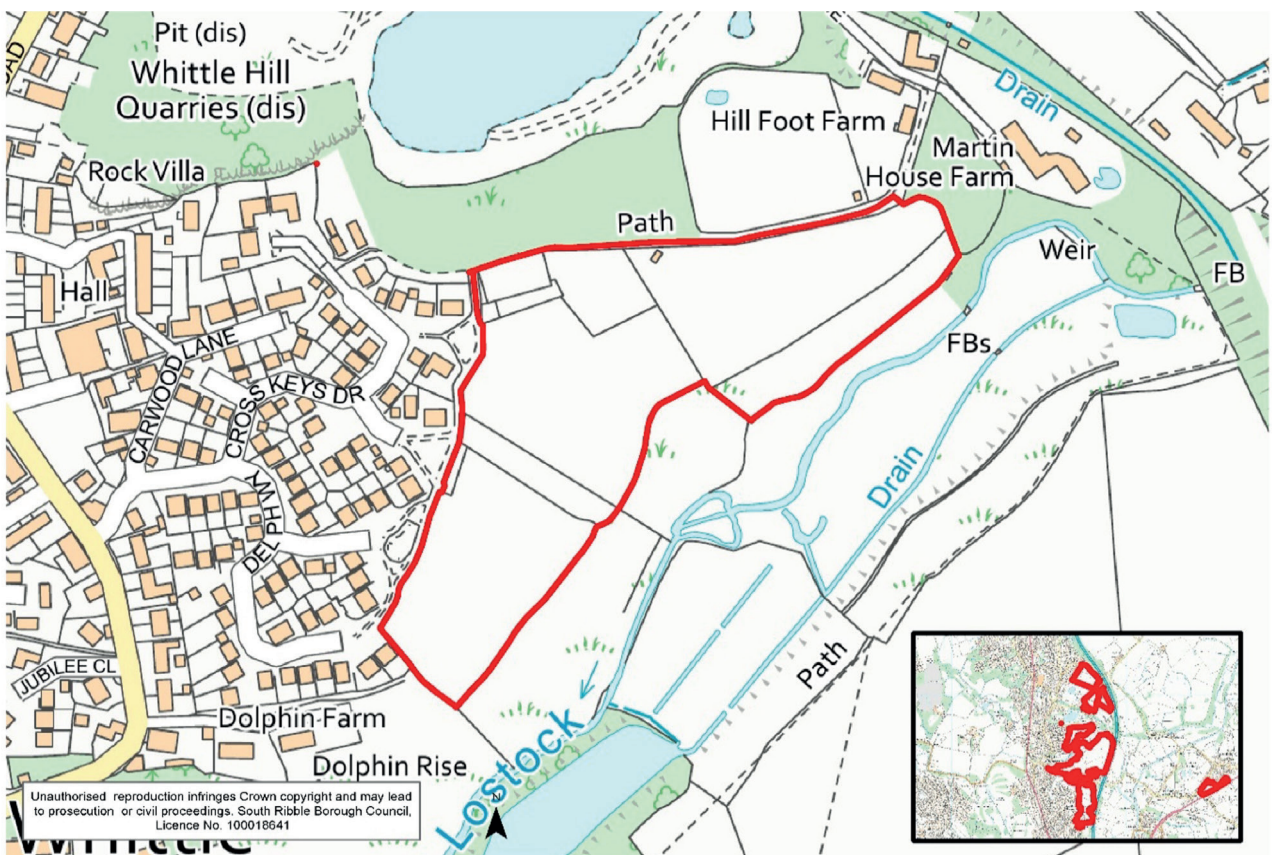 Pit (dis)
Whittle Hill
Quarries (dis)
Rock Villa
Hall
CARWOOD LANE
CROSS KEYS DR
DELPH WY
JUBILEE CL
Dolphin Farm
Dolphin Rise
Path
Hill Foot Farm
Martin
House Farm
Drain
Weir
FB
FBs
Drain
Path
Lostock
N
Unauthorised reproduction infringes Crown copyright and may lead
to prosecution or civil proceedings. South Ribble Borough Council,
Licence No. 100018641